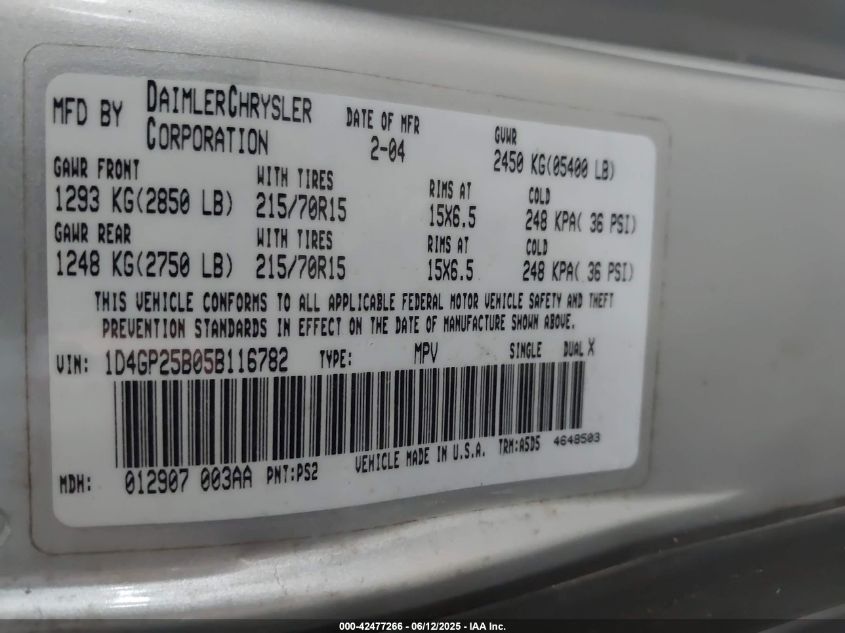 MFD BY DAIMLERCHRYSLER CORPORATION
DATE OF MFR 2-04
GVWR 2450 KG(05400 LB)
GAWR FRONT WITH TIRES RIMS AT COLD
1293 KG(2850 LB) 215/70R15 15X6.5 248 KPA( 36 PSI)
GAWR REAR WITH TIRES RIMS AT COLD
1248 KG(2750 LB) 215/70R15 15X6.5 248 KPA( 36 PSI)
THIS VEHICLE CONFORMS TO ALL APPLICABLE FEDERAL MOTOR VEHICLE SAFETY AND THEFT
PREVENTION STANDARDS IN EFFECT ON THE DATE OF MANUFACTURE SHOWN ABOVE.
VIN: 1D4GP25B05B116782 TYPE: MPV SINGLE DUAL X
MDH: 012907 003AA PNT:PS2 VEHICLE MADE IN U.S.A. TRM:A5D5 4648503
000-42477266 - 06/12/2025 - IAA Inc.